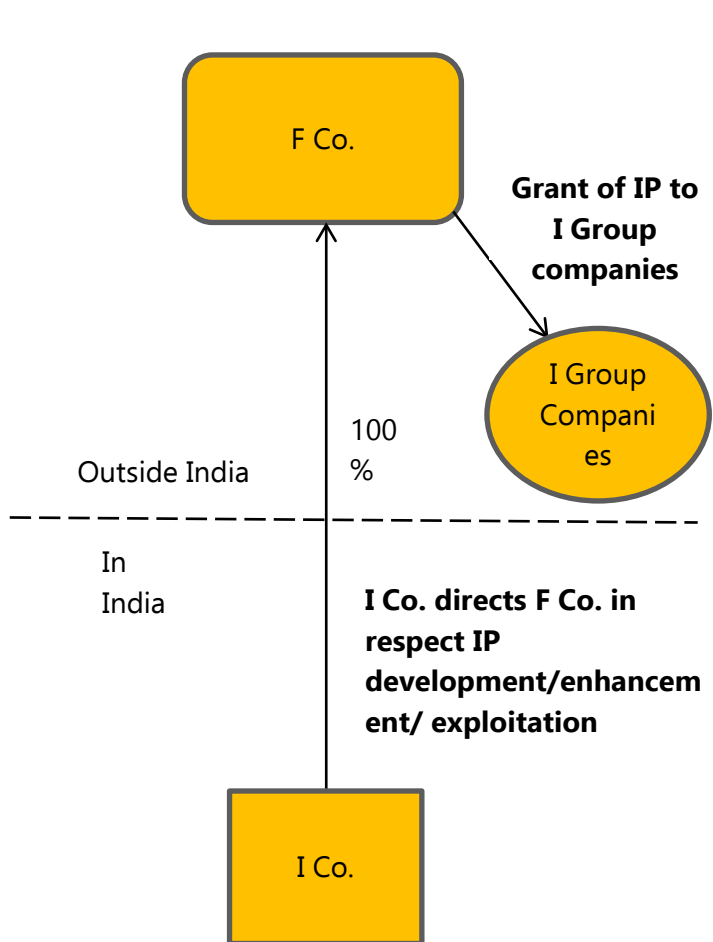 F Co.
Grant of IP to
I Group
companies
I Group
Compani
es
100
%
Outside India
In
India
I Co. directs F Co. in
respect IP
development/enhancem
ent/ exploitation
I Co.